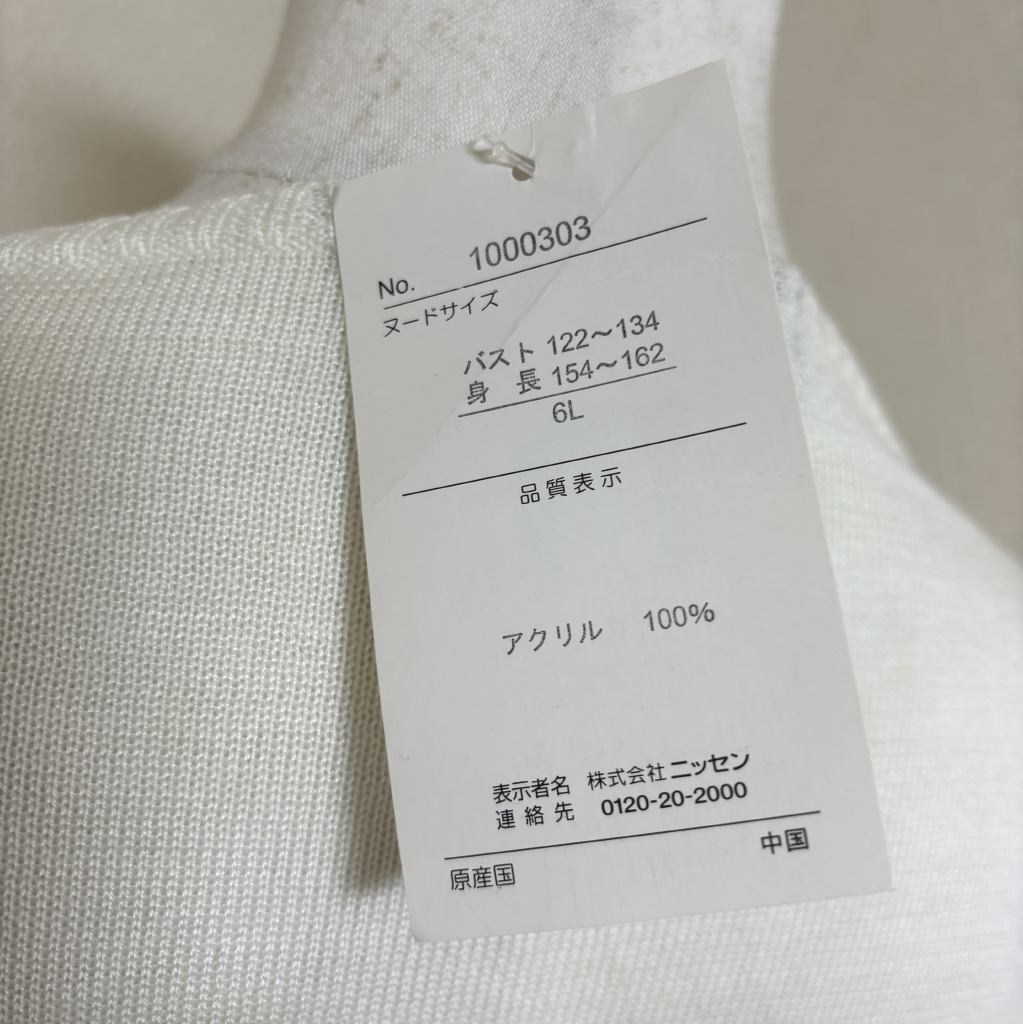 No. 1000303
ヌードサイズ
バスト 122〜134
身 長 154〜162
6L
品質表示
アクリル 100%
表示者名 株式会社ニッセン
連絡先 0120-20-2000
原産国 中国